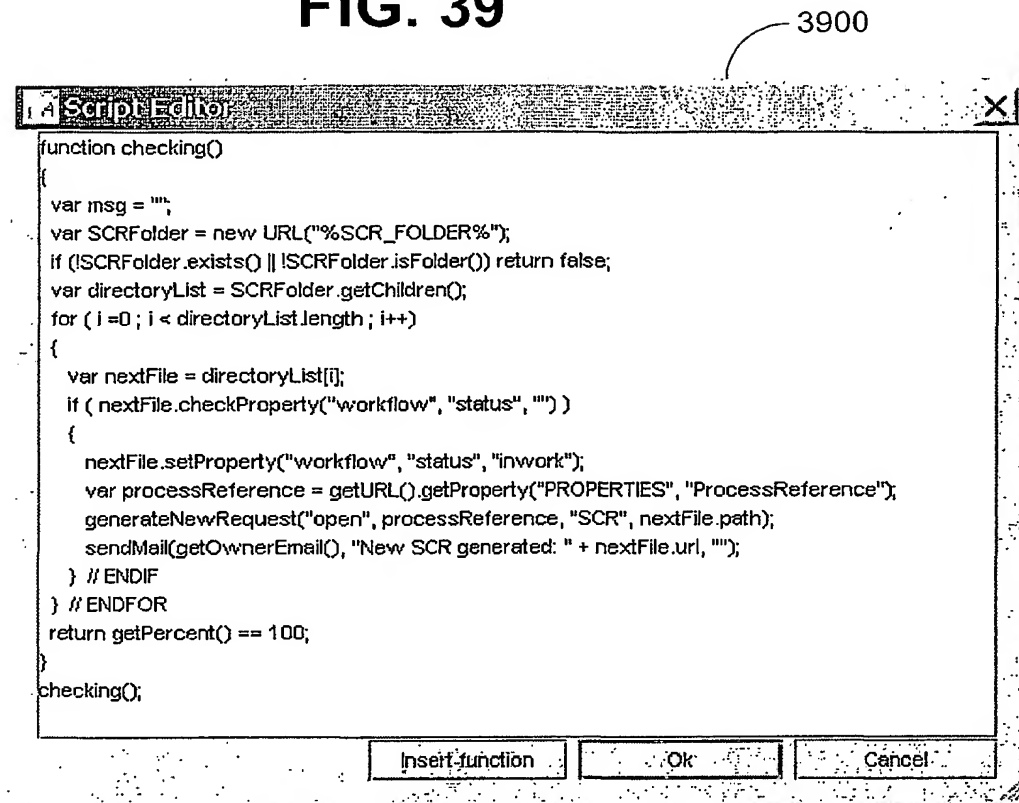 FIG. 39
3900
Script Editor
function checking()
{
var msg = "";
var SCRFolder = new URL("%SCR_FOLDER%");
if (!SCRFolder.exists() || !SCRFolder.isFolder()) return false;
var directoryList = SCRFolder.getChildren();
for ( i =0 ; i < directoryList.length ; i++)
{
var nextFile = directoryList[i];
if ( nextFile.checkProperty("workflow", "status", "") )
{
nextFile.setProperty("workflow", "status", "inwork");
var processReference = getURL().getProperty("PROPERTIES", "ProcessReference");
generateNewRequest("open", processReference, "SCR", nextFile.path);
sendMail(getOwnerEmail(), "New SCR generated: " + nextFile.url, "");
} // ENDIF
} // ENDFOR
return getPercent() == 100;
}
checking();
Insert function Ok Cancel